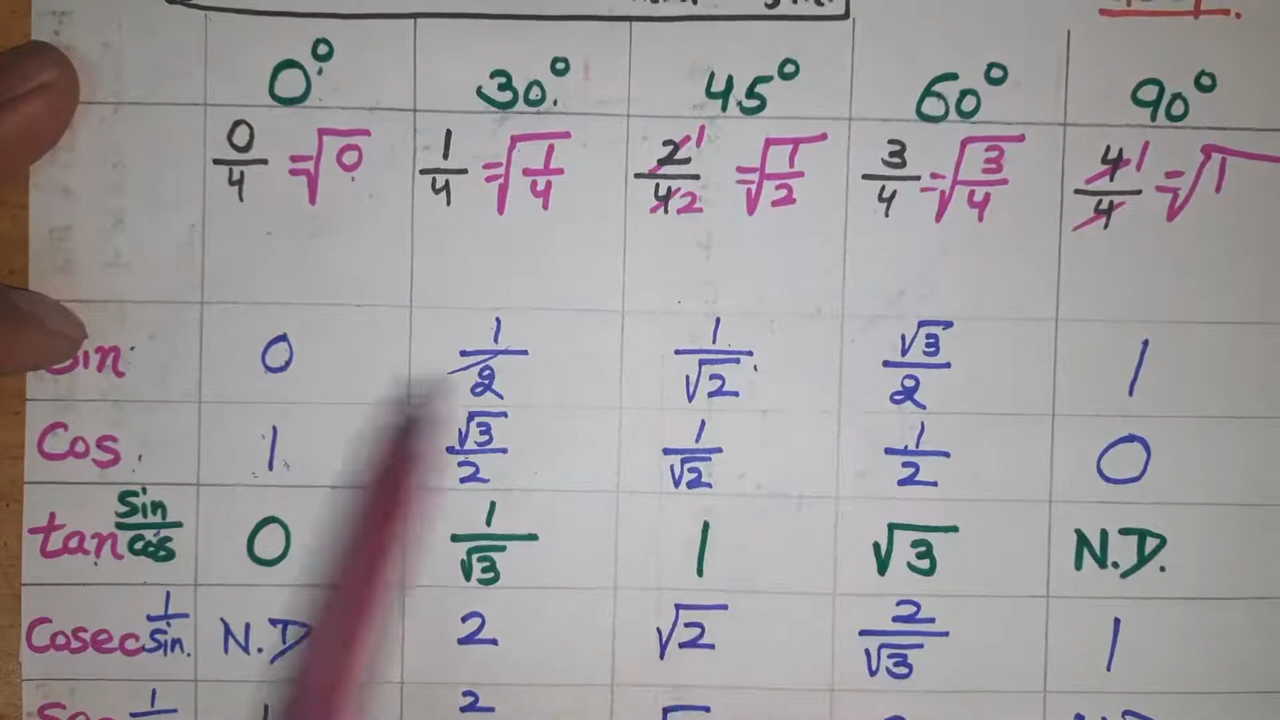 0° 30° 45° 60° 90°
0/4 = √0 1/4 = √1/4 2/4 1/2 = √1/2 3/4 = √3/4 4/4 1 = √1
Sin 0 1/2 1/√2 √3/2 1
Cos 1 √3/2 1/√2 1/2 0
tan Sin/Cos 0 1/√3 1 √3 N.D.
Cosec 1/Sin. N.D 2 √2 2/√3 1